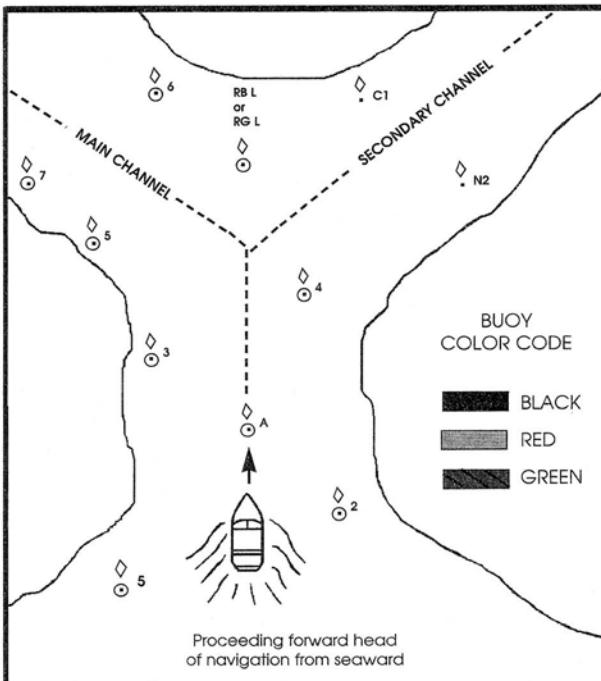 6
RB L
or
RG L
C1
SECONDARY CHANNEL
MAIN CHANNEL
7
N2
5
4
3
BUOY
COLOR CODE
BLACK
RED
GREEN
A
2
5
Proceeding forward head
of navigation from seaward